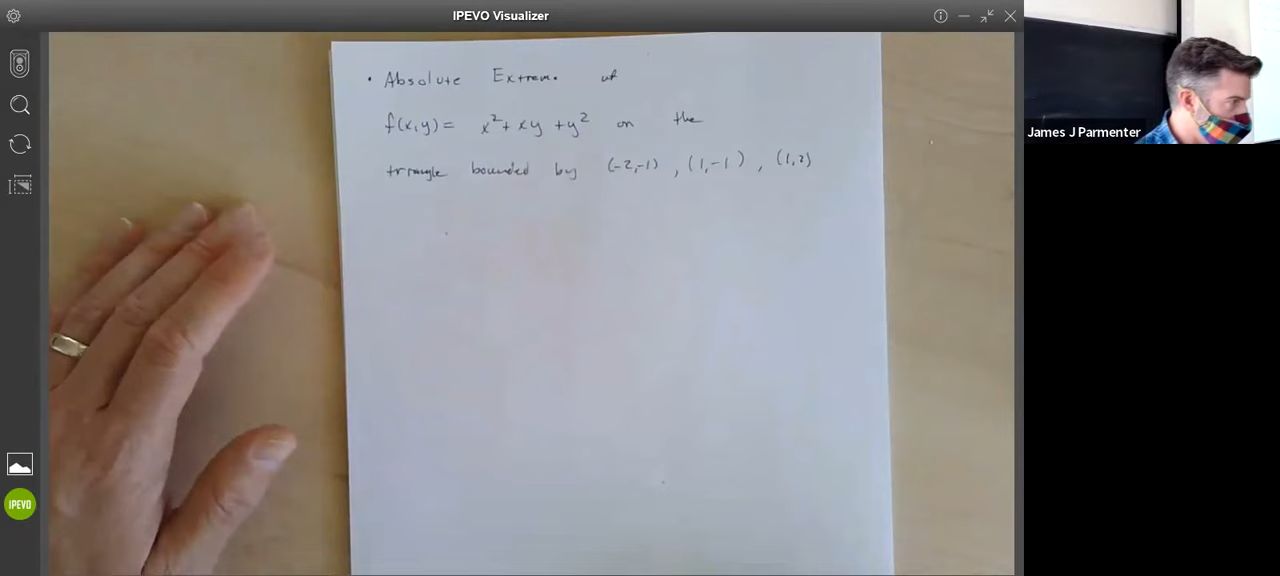 IPEVO Visualizer
• Absolute Extrem. of
f(x,y) = x² + xy + y² on the
triangle bounded by (-2,-1), (1,-1), (1,2)
James J Parmenter
IPEVO